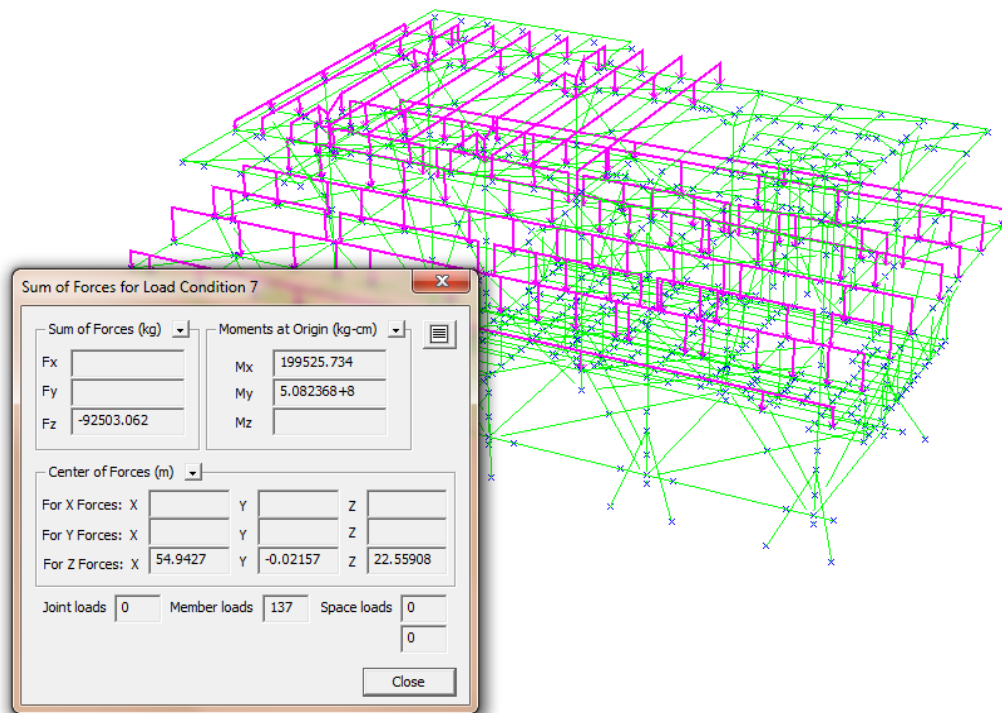 Sum of Forces for Load Condition 7
Sum of Forces (kg)
Fx
Fy
Fz -92503.062
Moments at Origin (kg-cm)
Mx 199525.734
My 5.082368+8
Mz
Center of Forces (m)
For X Forces: X Y Z
For Y Forces: X Y Z
For Z Forces: X 54.9427 Y -0.02157 Z 22.55908
Joint loads 0 Member loads 137 Space loads 0
0
Close